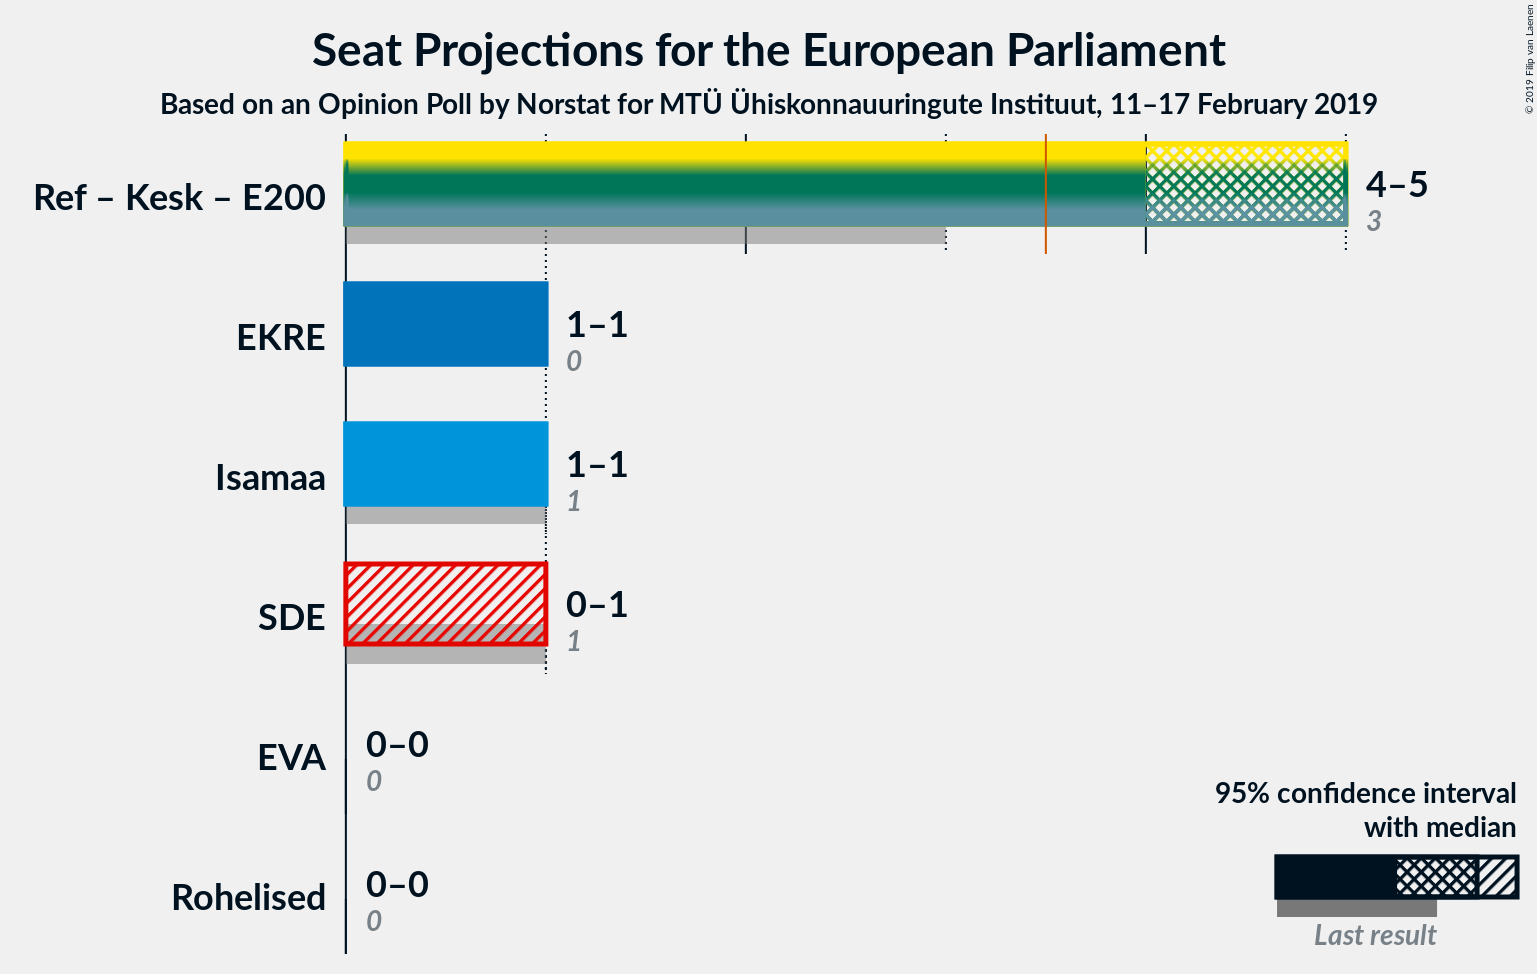 Seat Projections for the European Parliament
Based on an Opinion Poll by Norstat for MTÜ Ühiskonnauuringute Instituut, 11–17 February 2019
© 2019 Filip van Laenen
Ref – Kesk – E200
4–5
3
EKRE
1–1
0
Isamaa
1–1
1
SDE
0–1
1
EVA
0–0
0
Rohelised
0–0
0
95% confidence interval
with median
Last result